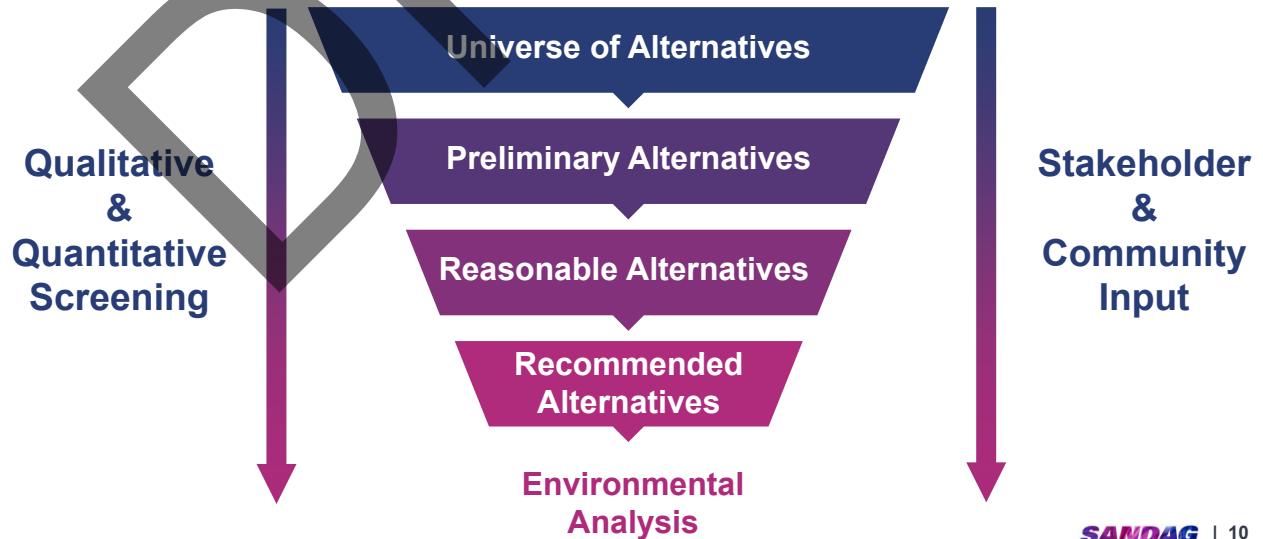 Universe of Alternatives
Preliminary Alternatives
Reasonable Alternatives
Recommended
Alternatives
Environmental
Analysis
Qualitative
&
Quantitative
Screening
Stakeholder
&
Community
Input
SANDAG | 10